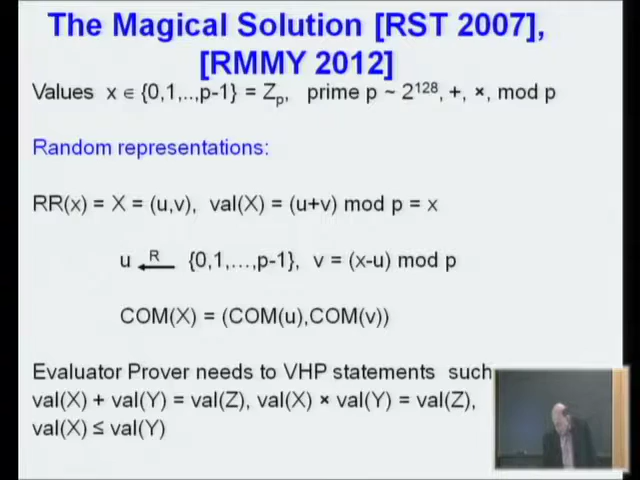 The Magical Solution [RST 2007],
[RMMY 2012]
Values x ∈ {0,1,..,p-1} = Zₚ, prime p ~ 2¹²⁸, +, ×, mod p
Random representations:
RR(x) = X = (u,v), val(X) = (u+v) mod p = x
u ←R {0,1,…,p-1}, v = (x-u) mod p
COM(X) = (COM(u),COM(v))
Evaluator Prover needs to VHP statements such
val(X) + val(Y) = val(Z), val(X) × val(Y) = val(Z),
val(X) ≤ val(Y)